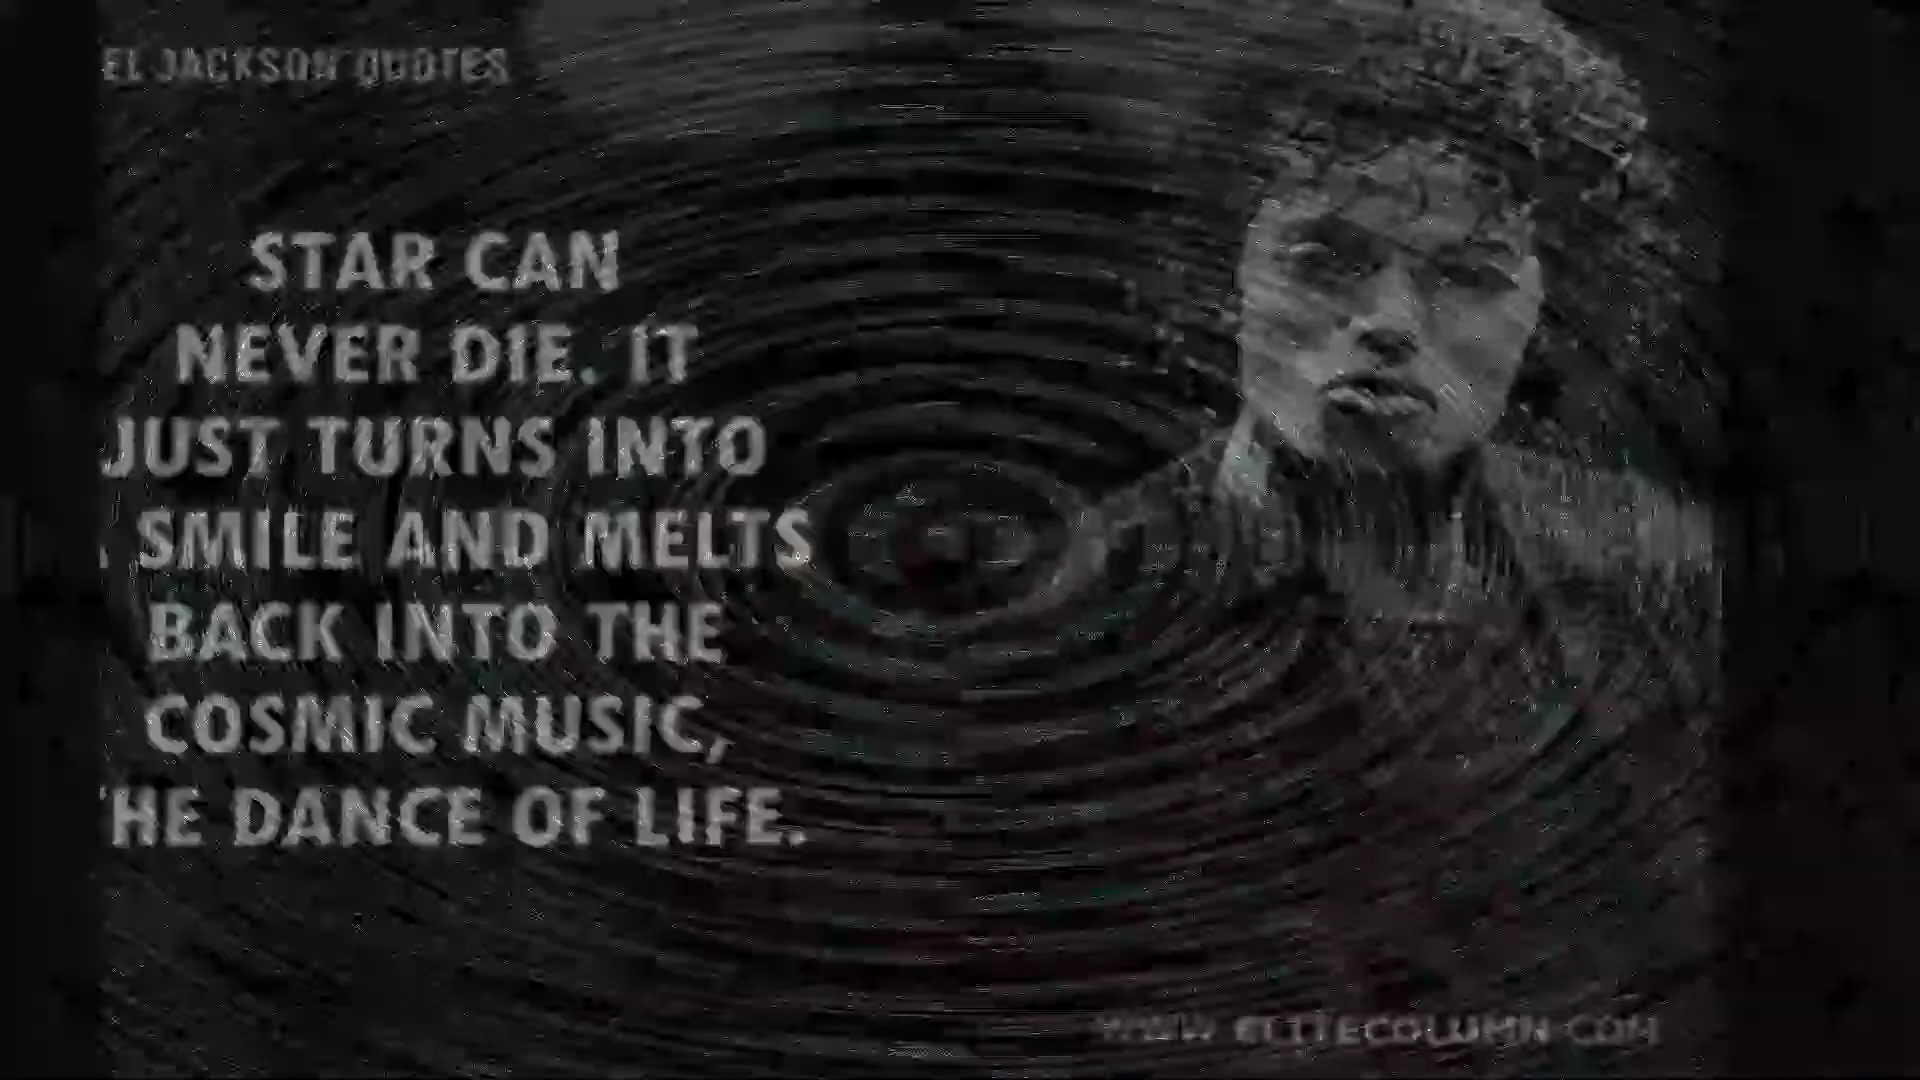 EL JACKSON QUOTES
STAR CAN
NEVER DIE. IT
JUST TURNS INTO
SMILE AND MELTS
BACK INTO THE
COSMIC MUSIC,
HE DANCE OF LIFE.
WWW.ELITECOLUMN.COM